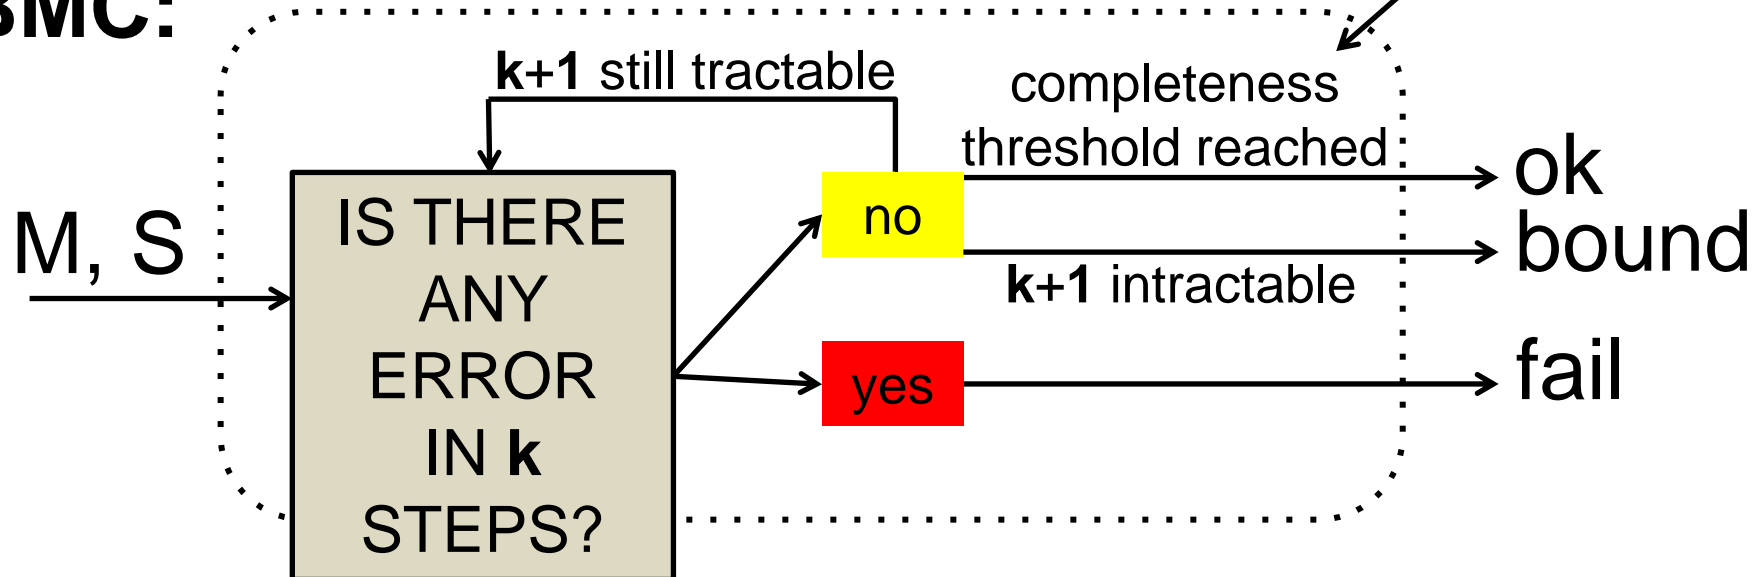 BMC:
k+1 still tractable
completeness
threshold reached
ok
M, S
IS THERE
ANY
ERROR
IN k
STEPS?
no
bound
k+1 intractable
yes
fail